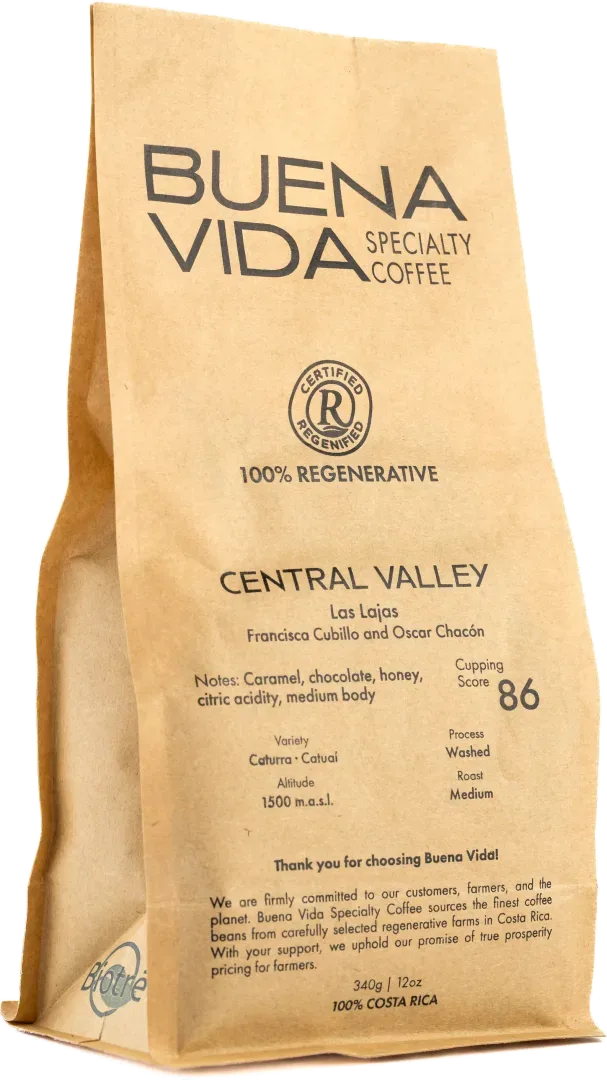 BUENA
VIDA SPECIALTY
COFFEE
CERTIFIED
R
REGENIFIED
100% REGENERATIVE
CENTRAL VALLEY
Las Lajas
Francisca Cubillo and Oscar Chacón
Notes: Caramel, chocolate, honey,
citric acidity, medium body
Cupping
Score 86
Variety
Caturra · Catuaí
Process
Washed
Altitude
1500 m.a.s.l.
Roast
Medium
Thank you for choosing Buena Vida!
We are firmly committed to our customers, farmers, and the
planet. Buena Vida Specialty Coffee sources the finest coffee
beans from carefully selected regenerative farms in Costa Rica.
With your support, we uphold our promise of true prosperity
pricing for farmers.
340g | 12oz
100% COSTA RICA
Biotrē